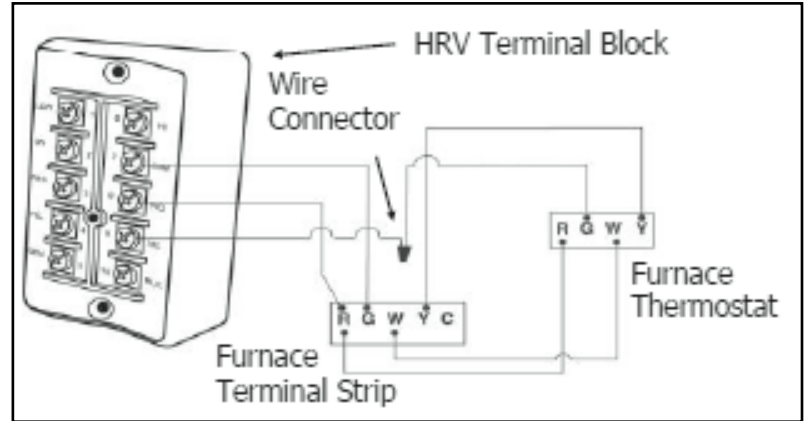 HRV Terminal Block
Wire
Connector
R G W Y
Furnace
Thermostat
R G W Y C
Furnace
Terminal Strip